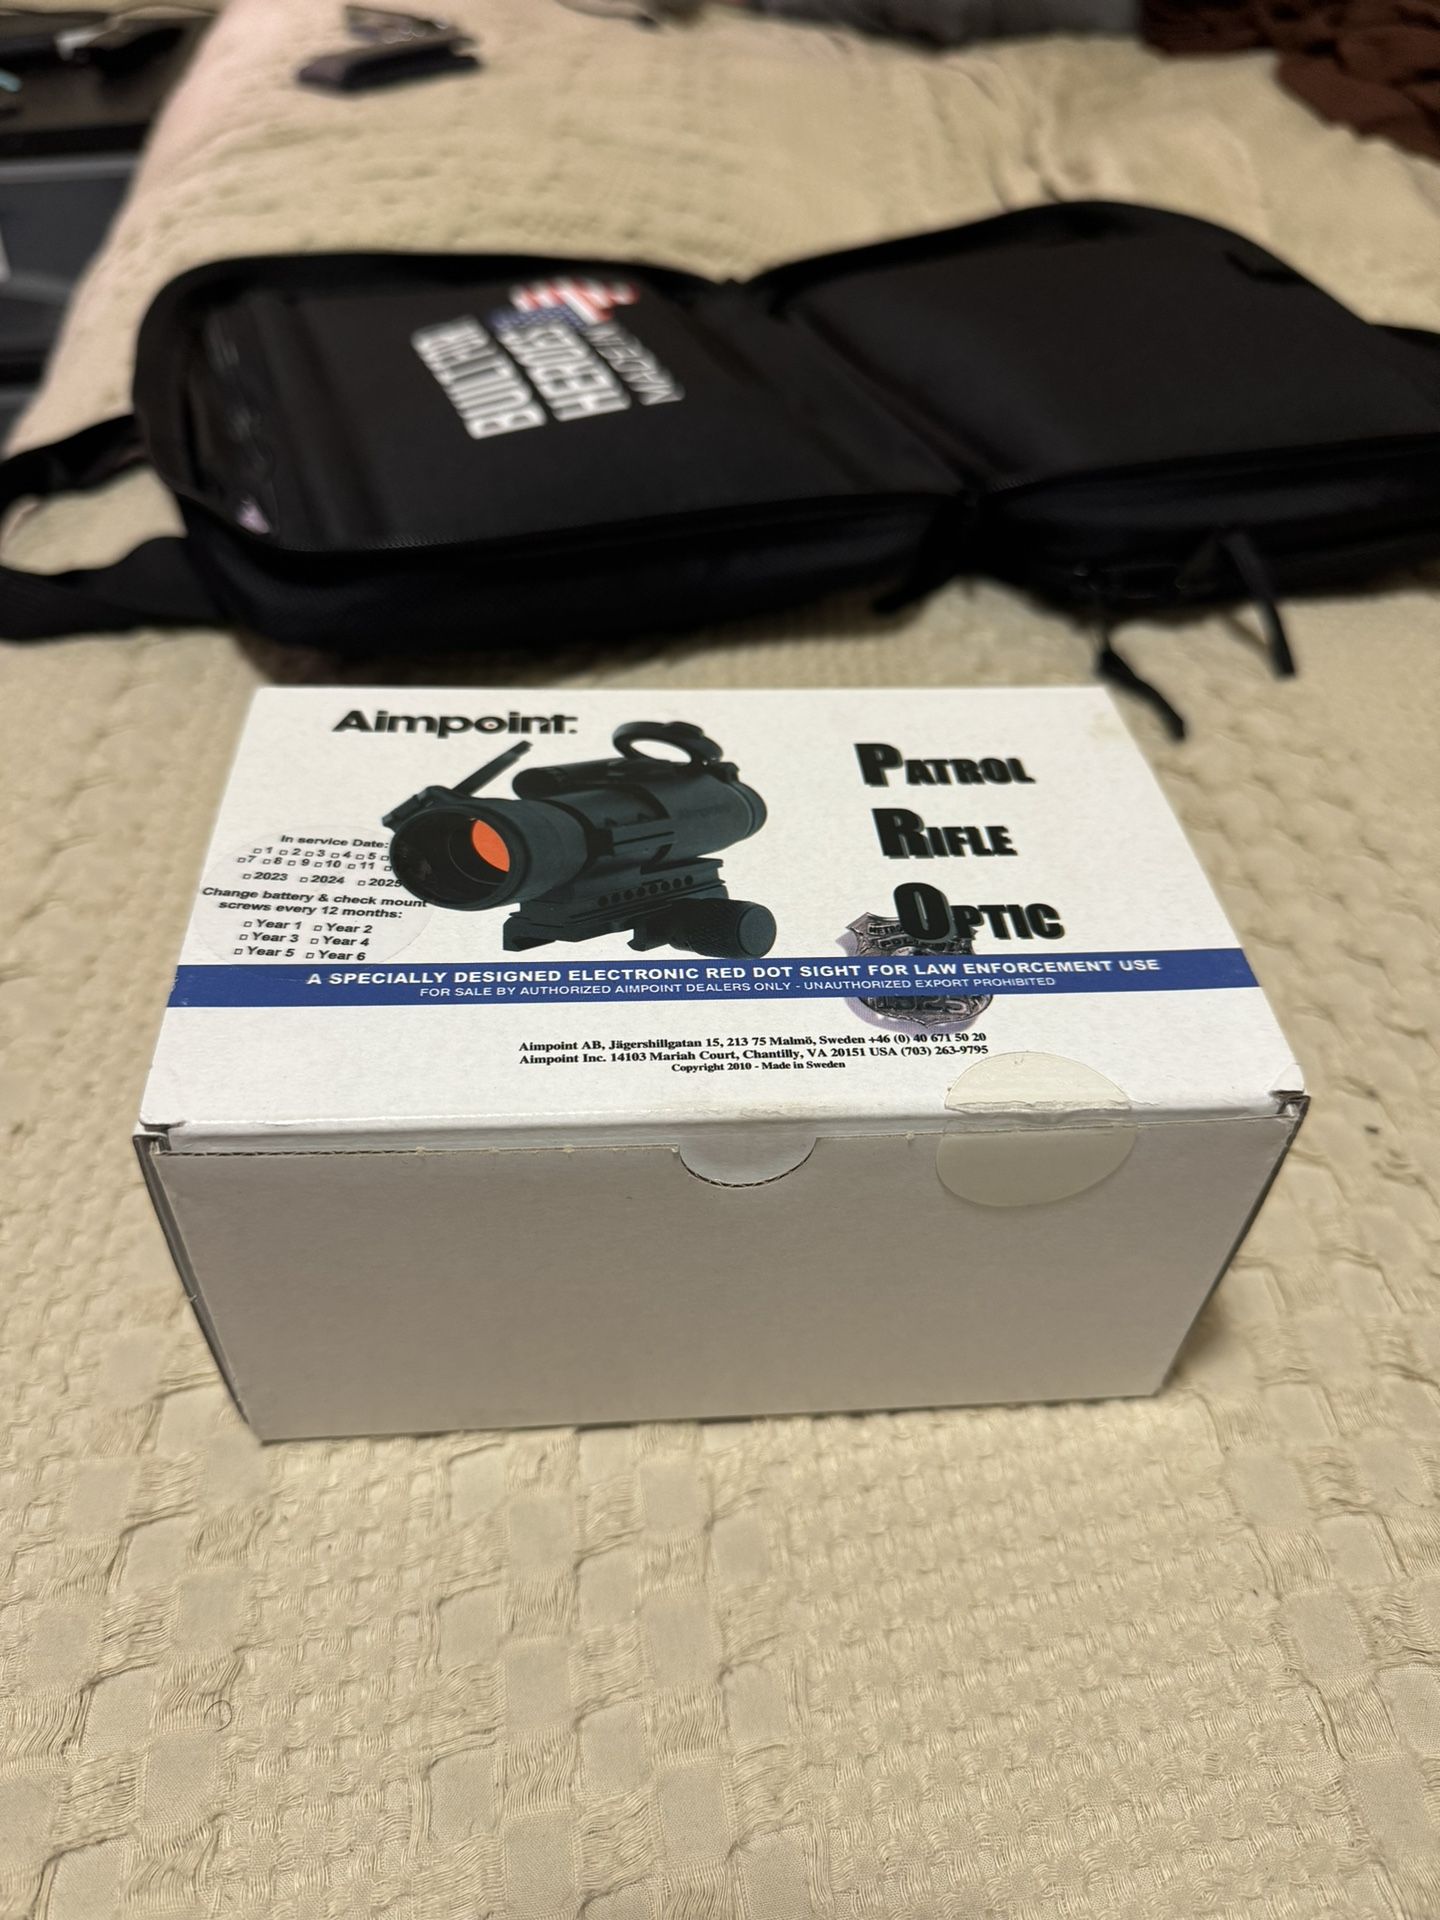 BUILT FOR
HEROES
MADE IN
Aimpoint
PATROL
RIFLE
OPTIC
In service Date:
□1 □2 □3 □4 □5 □
□7 □8 □9 □10 □11 □
□2023 □2024 □2025
Change battery & check mount
screws every 12 months:
□Year 1 □Year 2
□Year 3 □Year 4
□Year 5 □Year 6
POLICE
A SPECIALLY DESIGNED ELECTRONIC RED DOT SIGHT FOR LAW ENFORCEMENT USE
FOR SALE BY AUTHORIZED AIMPOINT DEALERS ONLY - UNAUTHORIZED EXPORT PROHIBITED
Aimpoint AB, Jägershillgatan 15, 213 75 Malmö, Sweden +46 (0) 40 671 50 20
Aimpoint Inc. 14103 Mariah Court, Chantilly, VA 20151 USA (703) 263-9795
Copyright 2010 - Made in Sweden